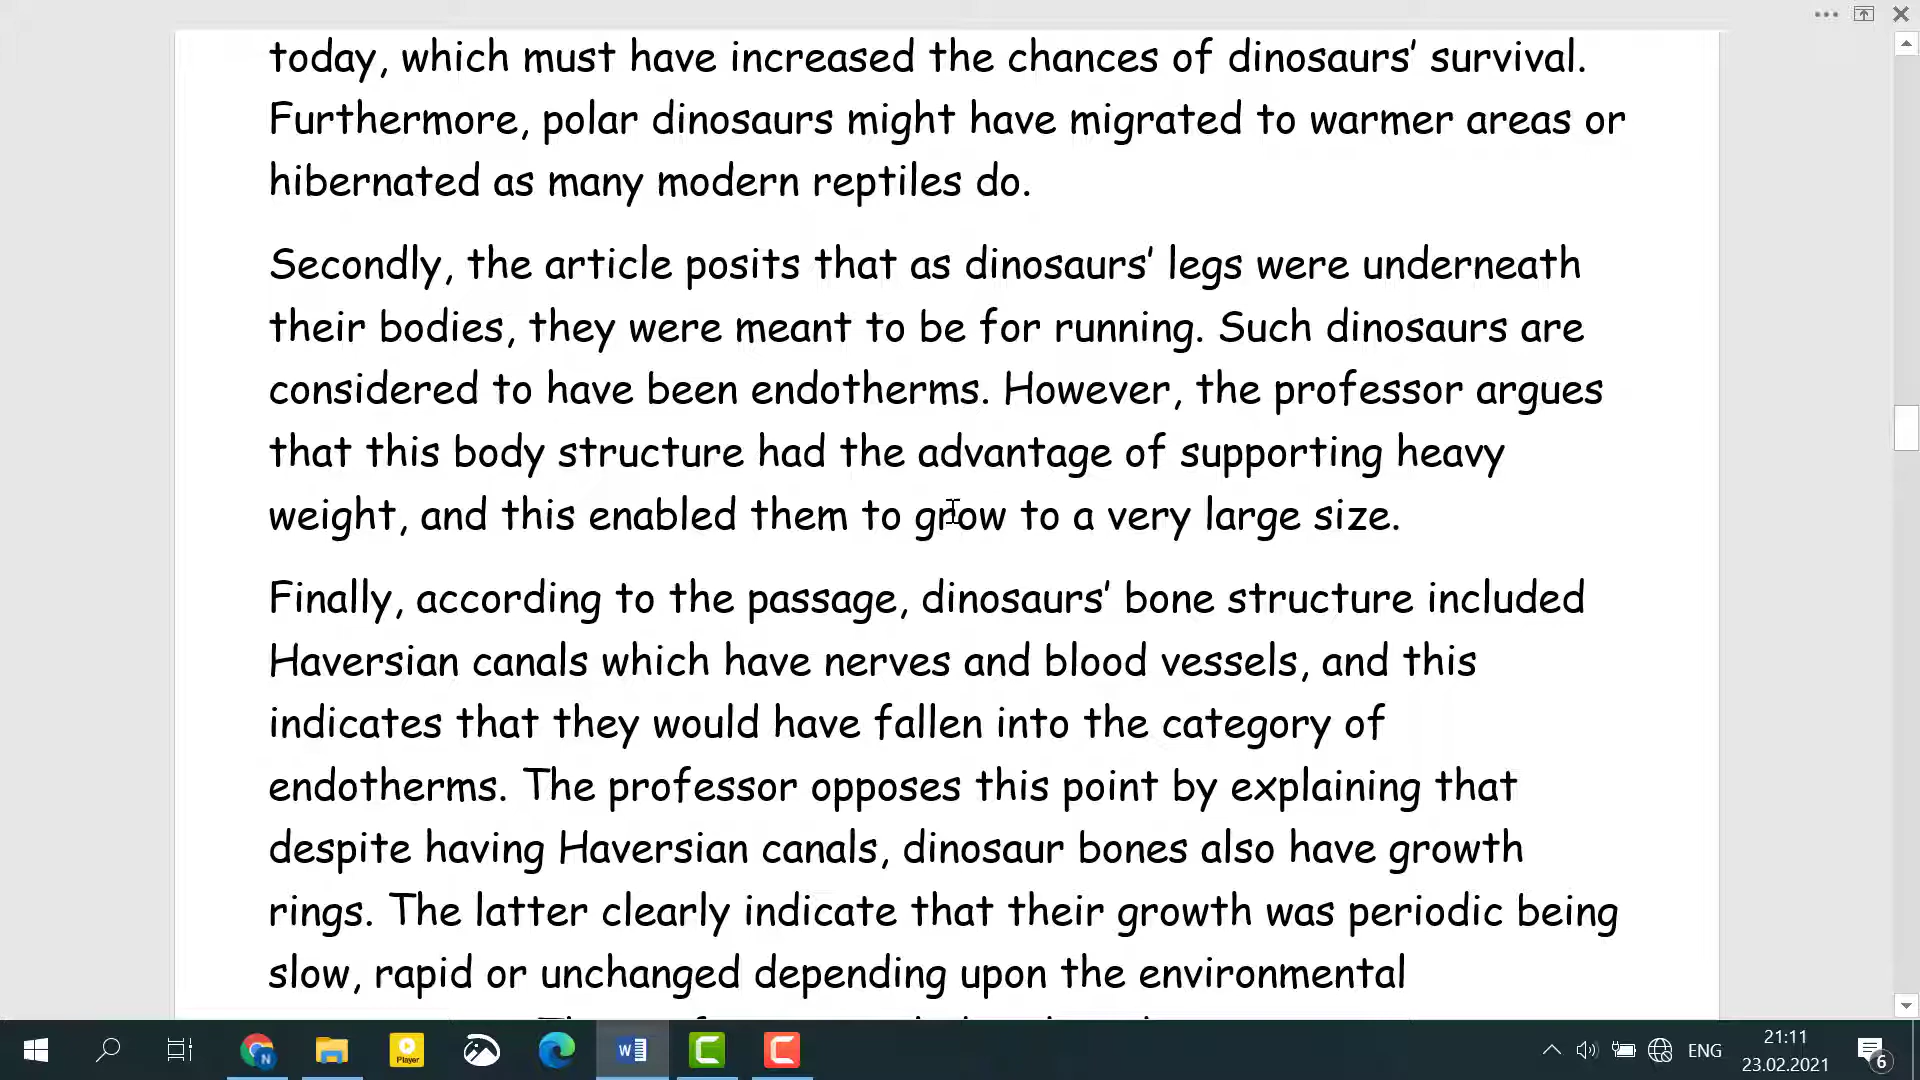 today, which must have increased the chances of dinosaurs’ survival.
Furthermore, polar dinosaurs might have migrated to warmer areas or
hibernated as many modern reptiles do.
Secondly, the article posits that as dinosaurs’ legs were underneath
their bodies, they were meant to be for running. Such dinosaurs are
considered to have been endotherms. However, the professor argues
that this body structure had the advantage of supporting heavy
weight, and this enabled them to grow to a very large size.
Finally, according to the passage, dinosaurs’ bone structure included
Haversian canals which have nerves and blood vessels, and this
indicates that they would have fallen into the category of
endotherms. The professor opposes this point by explaining that
despite having Haversian canals, dinosaur bones also have growth
rings. The latter clearly indicate that their growth was periodic being
slow, rapid or unchanged depending upon the environmental
N
Player
W
C
C
ENG
21:11
23.02.2021
6